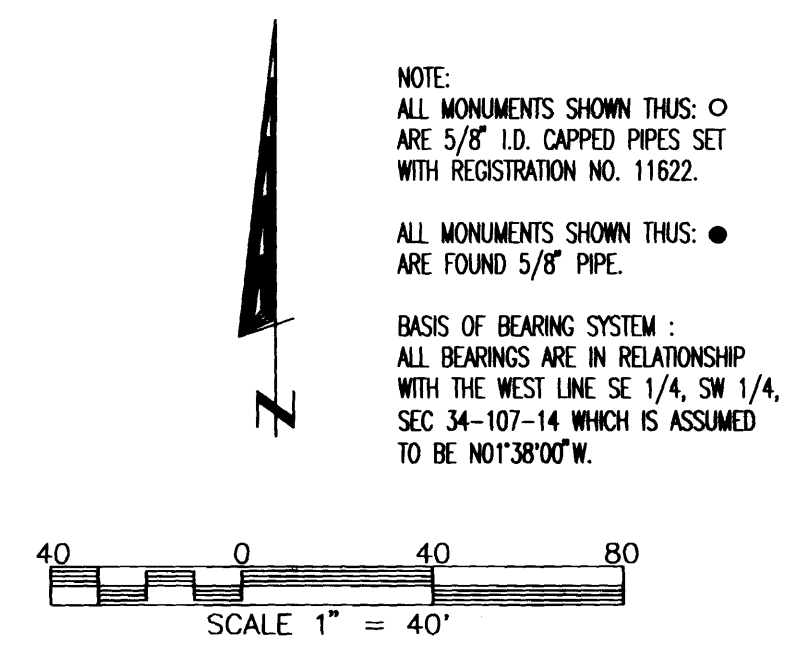 NOTE:
ALL MONUMENTS SHOWN THUS: ○
ARE 5/8" I.D. CAPPED PIPES SET
WITH REGISTRATION NO. 11622.
ALL MONUMENTS SHOWN THUS: ●
ARE FOUND 5/8" PIPE.
BASIS OF BEARING SYSTEM :
ALL BEARINGS ARE IN RELATIONSHIP
WITH THE WEST LINE SE 1/4, SW 1/4,
SEC 34-107-14 WHICH IS ASSUMED
TO BE N01°38'00"W.
N
40 0 40 80
SCALE 1" = 40'